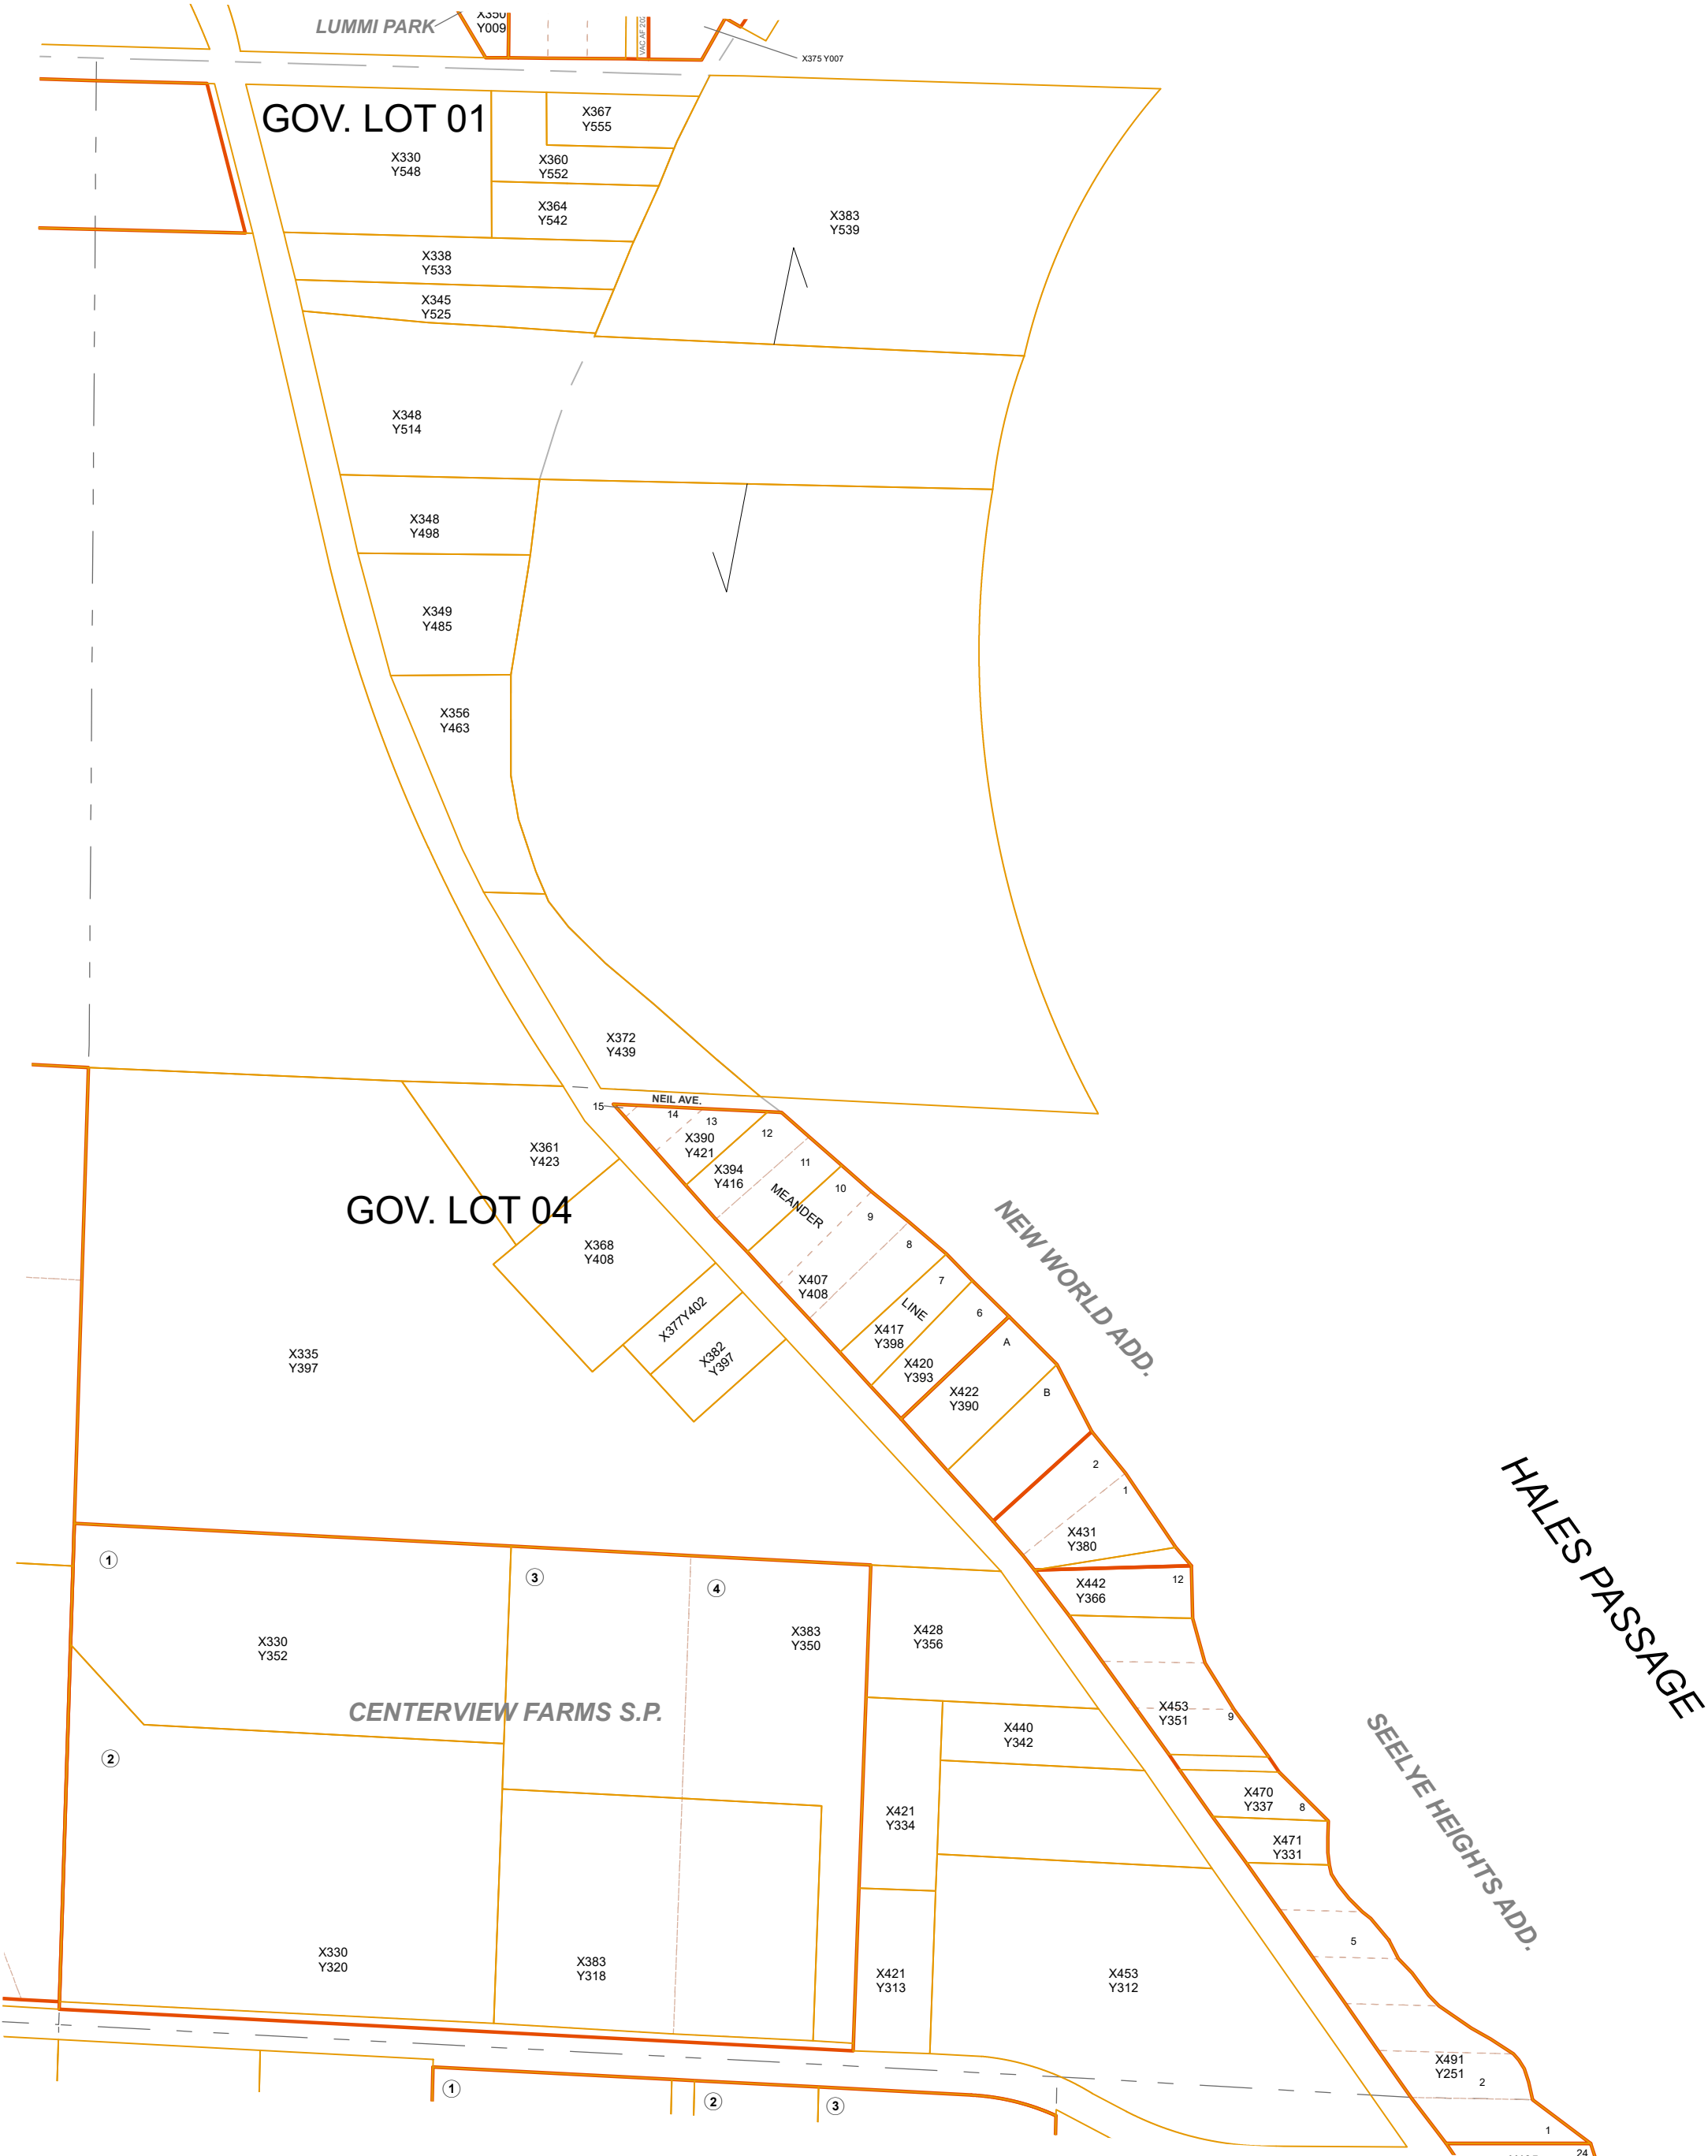 LUMMI PARK
X350
Y009
VAC AF 202
X375 Y007
GOV. LOT 01
X367
Y555
X330
Y548
X360
Y552
X364
Y542
X383
Y539
X338
Y533
X345
Y525
X348
Y514
X348
Y498
X349
Y485
X356
Y463
X372
Y439
NEIL AVE.
15
14
13
12
X390
Y421
X361
Y423
X394
Y416
11
10
MEANDER
9
8
GOV. LOT 04
X368
Y408
X407
Y408
7
LINE
6
NEW WORLD ADD.
X377Y402
X382
Y397
X417
Y398
A
X335
Y397
X420
Y393
X422
Y390
B
2
1
X431
Y380
HALES PASSAGE
1
3
4
X442
Y366
12
X330
Y352
X383
Y350
X428
Y356
CENTERVIEW FARMS S.P.
X453
Y351
9
X440
Y342
2
X470
Y337
8
X421
Y334
X471
Y331
SEELYE HEIGHTS ADD.
5
X330
Y320
X383
Y318
X421
Y313
X453
Y312
X491
Y251
2
1
2
3
1
24